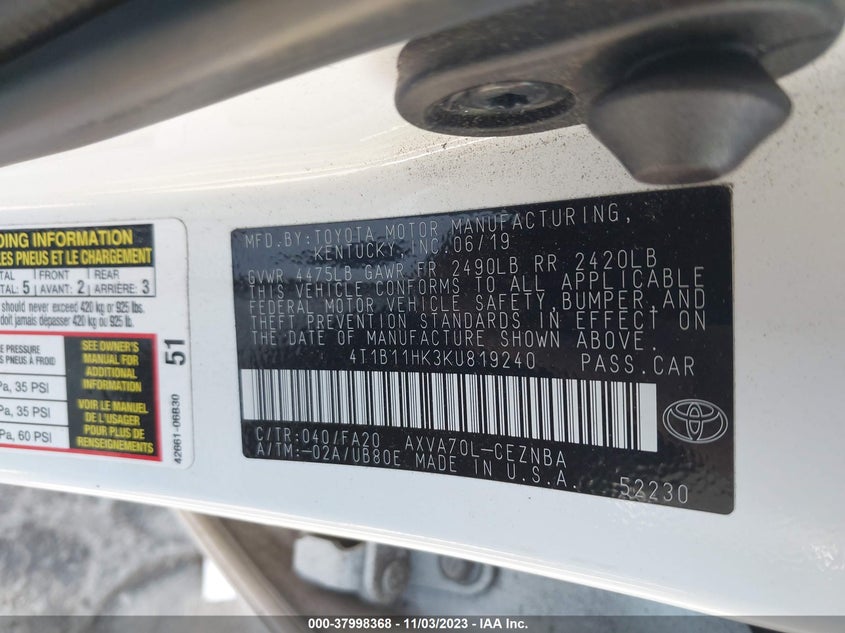 DING INFORMATION
LES PNEUS ET LE CHARGEMENT
TAL FRONT REAR
TAL: 5 AVANT: 2 ARRIÈRE: 3
should never exceed 420 kg or 925 lbs.
doit jamais dépasser 420 kg ou 925 lb.
E PRESSURE
S PNEUS À FROID
Pa, 35 PSI
Pa, 35 PSI
Pa, 60 PSI
SEE OWNER'S
MANUAL FOR
ADDITIONAL
INFORMATION
VOIR LE MANUEL
DE L'USAGER
POUR PLUS DE
RENSEIGNEMENTS
51
42661-06B30
MFD.BY:TOYOTA MOTOR MANUFACTURING,
KENTUCKY, INC. 06/19
GVWR 4475LB GAWR FR 2490LB RR 2420LB
THIS VEHICLE CONFORMS TO ALL APPLICABLE
FEDERAL MOTOR VEHICLE SAFETY, BUMPER, AND
THEFT PREVENTION STANDARDS IN EFFECT ON
THE DATE OF MANUFACTURE SHOWN ABOVE.
4T1B11HK3KU819240 PASS.CAR
C/TR:040/FA20 AXVA70L-CEZNBA
A/TM:-02A/UB80E MADE IN U.S.A.
52230
000-37998368 - 11/03/2023 - IAA Inc.